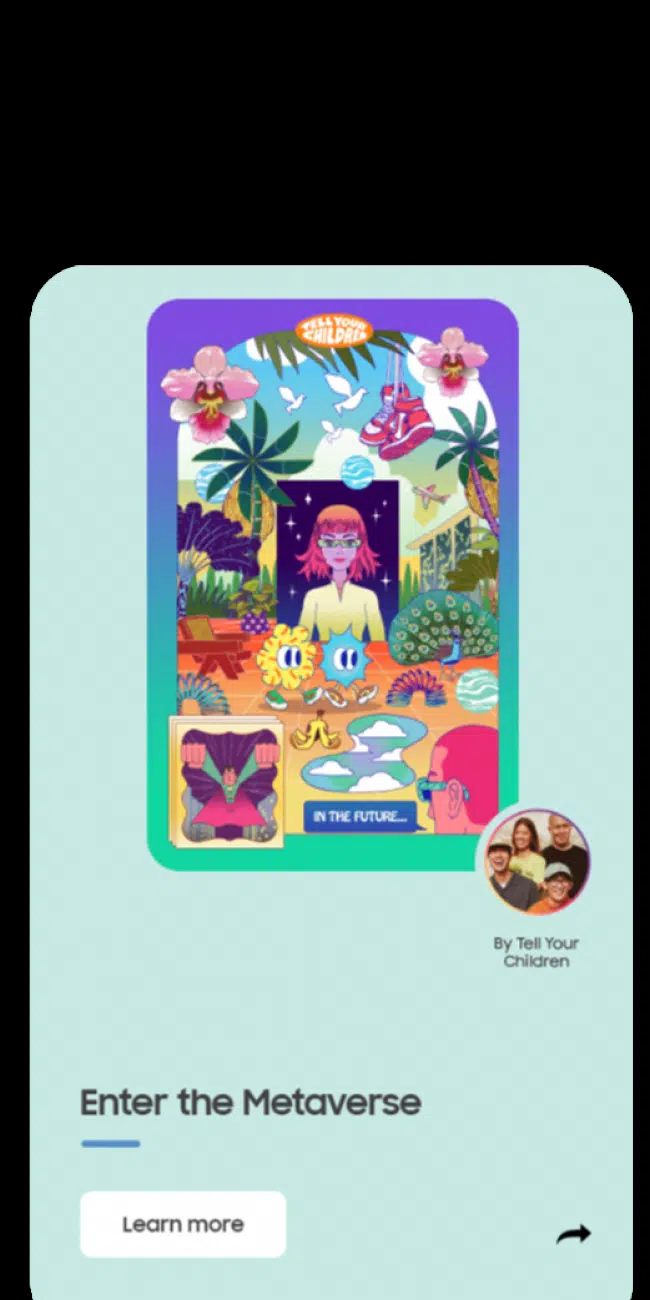 TELL YOUR
CHILDREN
IN THE FUTURE...
By Tell Your
Children
Enter the Metaverse
Learn more